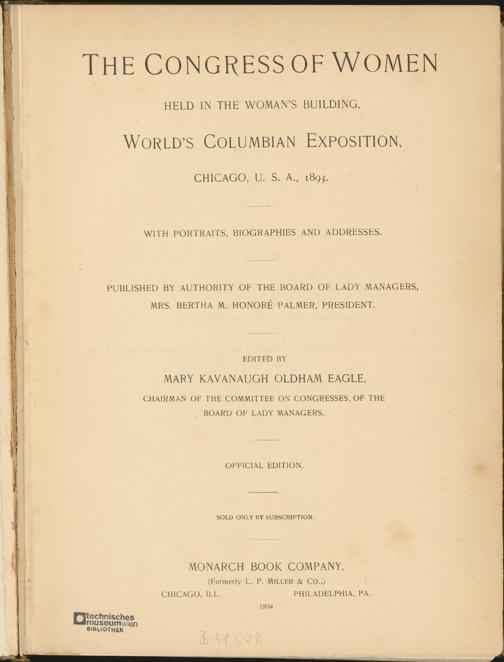 THE CONGRESS OF WOMEN
HELD IN THE WOMAN'S BUILDING,
WORLD'S COLUMBIAN EXPOSITION,
CHICAGO, U. S. A., 1893.
WITH PORTRAITS, BIOGRAPHIES AND ADDRESSES.
PUBLISHED BY AUTHORITY OF THE BOARD OF LADY MANAGERS,
MRS. BERTHA M. HONORÉ PALMER, PRESIDENT.
EDITED BY
MARY KAVANAUGH OLDHAM EAGLE,
CHAIRMAN OF THE COMMITTEE ON CONGRESSES, OF THE
BOARD OF LADY MANAGERS.
OFFICIAL EDITION.
SOLD ONLY BY SUBSCRIPTION.
MONARCH BOOK COMPANY,
(Formerly L. P. MILLER & CO.,)
CHICAGO, ILL. PHILADELPHIA, PA.
1894
technisches
museumwien
BIBLIOTHEK
B-41.698